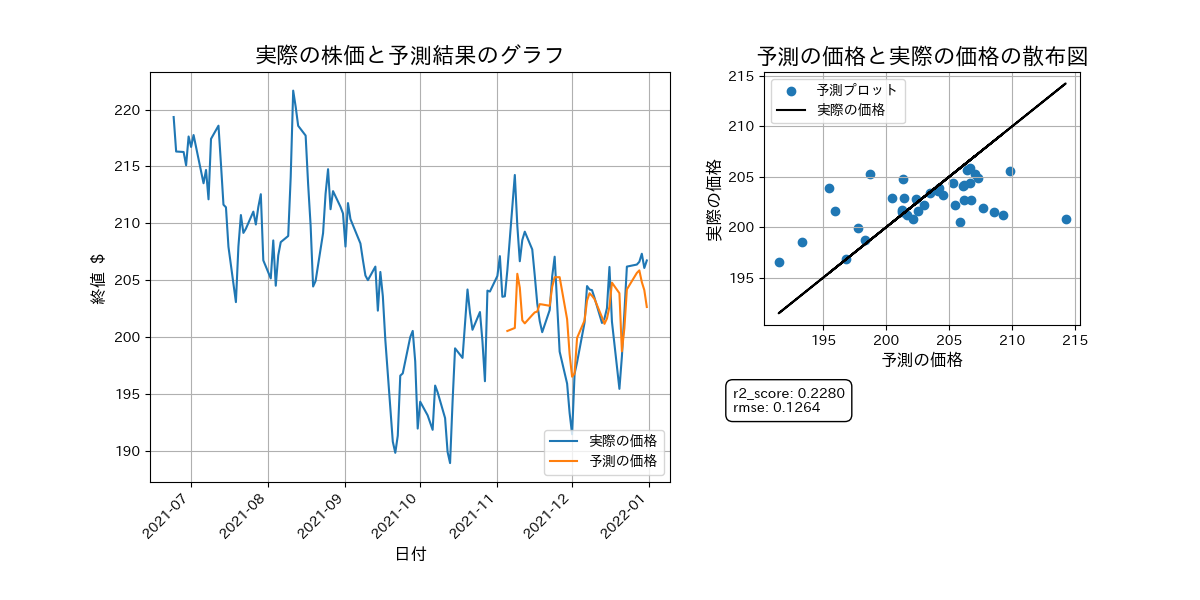 実際の株価と予測結果のグラフ
終値 $
220
215
210
205
200
195
190
2021-07
2021-08
2021-09
2021-10
2021-11
2021-12
2022-01
日付
実際の価格
予測の価格
予測の価格と実際の価格の散布図
実際の価格
215
210
205
200
195
予測プロット
実際の価格
195
200
205
210
215
予測の価格
r2_score: 0.2280
rmse: 0.1264